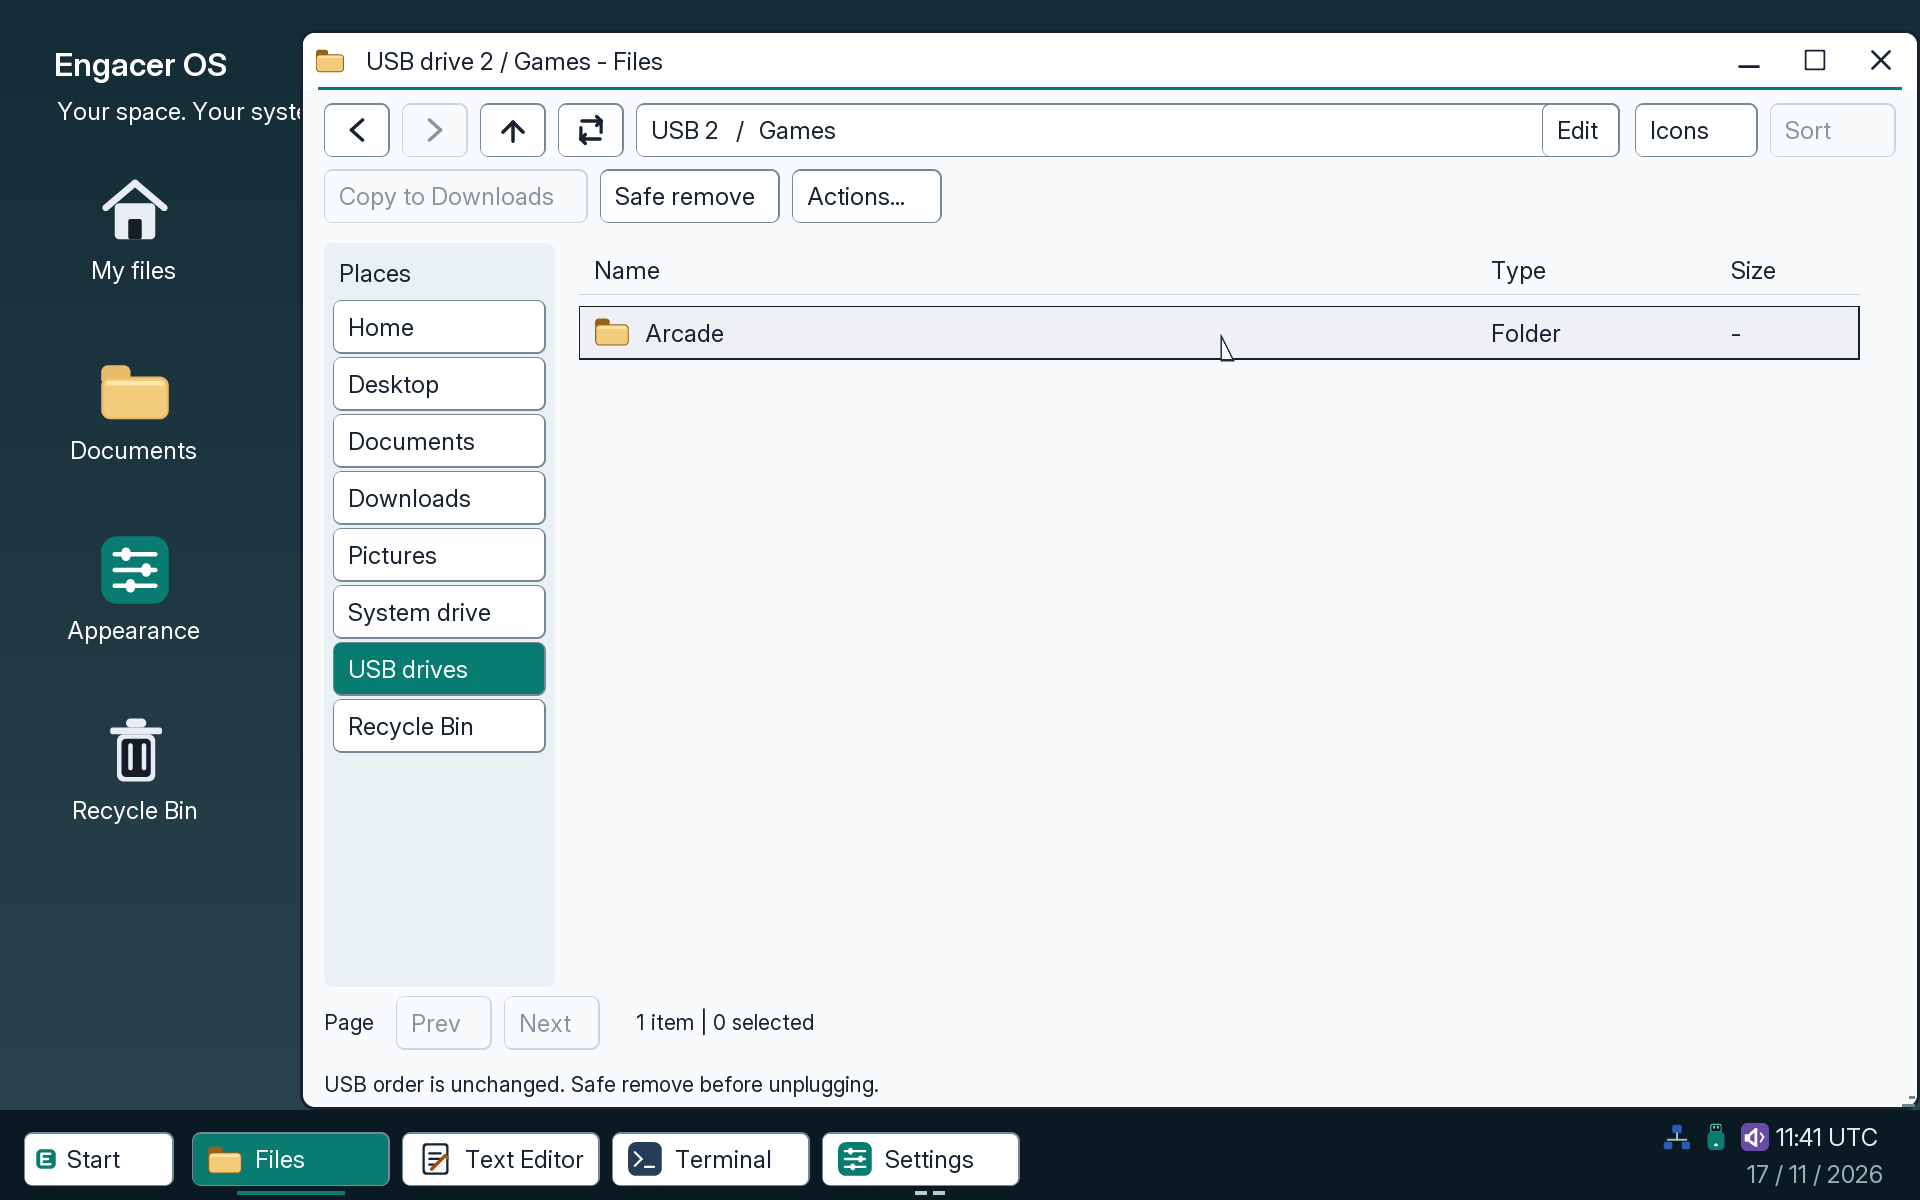 Engacer OS
Your space. Your syste
My files
Documents
Appearance
Recycle Bin
USB drive 2 / Games - Files
USB 2 / Games
Edit
Icons
Sort
Copy to Downloads
Safe remove
Actions...
Places
Home
Desktop
Documents
Downloads
Pictures
System drive
USB drives
Recycle Bin
Name Type Size
Arcade Folder -
Page Prev Next 1 item | 0 selected
USB order is unchanged. Safe remove before unplugging.
E Start
Files
Text Editor
Terminal
Settings
11:41 UTC
17 / 11 / 2026